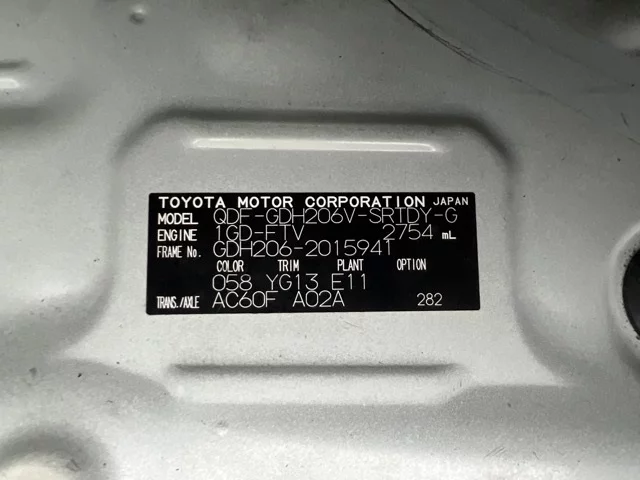 TOYOTA MOTOR CORPORATION JAPAN
MODEL QDF-GDH206V-SRTDY-G
ENGINE 1GD-FTV 2754 mL
FRAME No. GDH206-2015941
COLOR TRIM PLANT OPTION
058 YG13 E11
TRANS./AXLE AC60F A02A 282